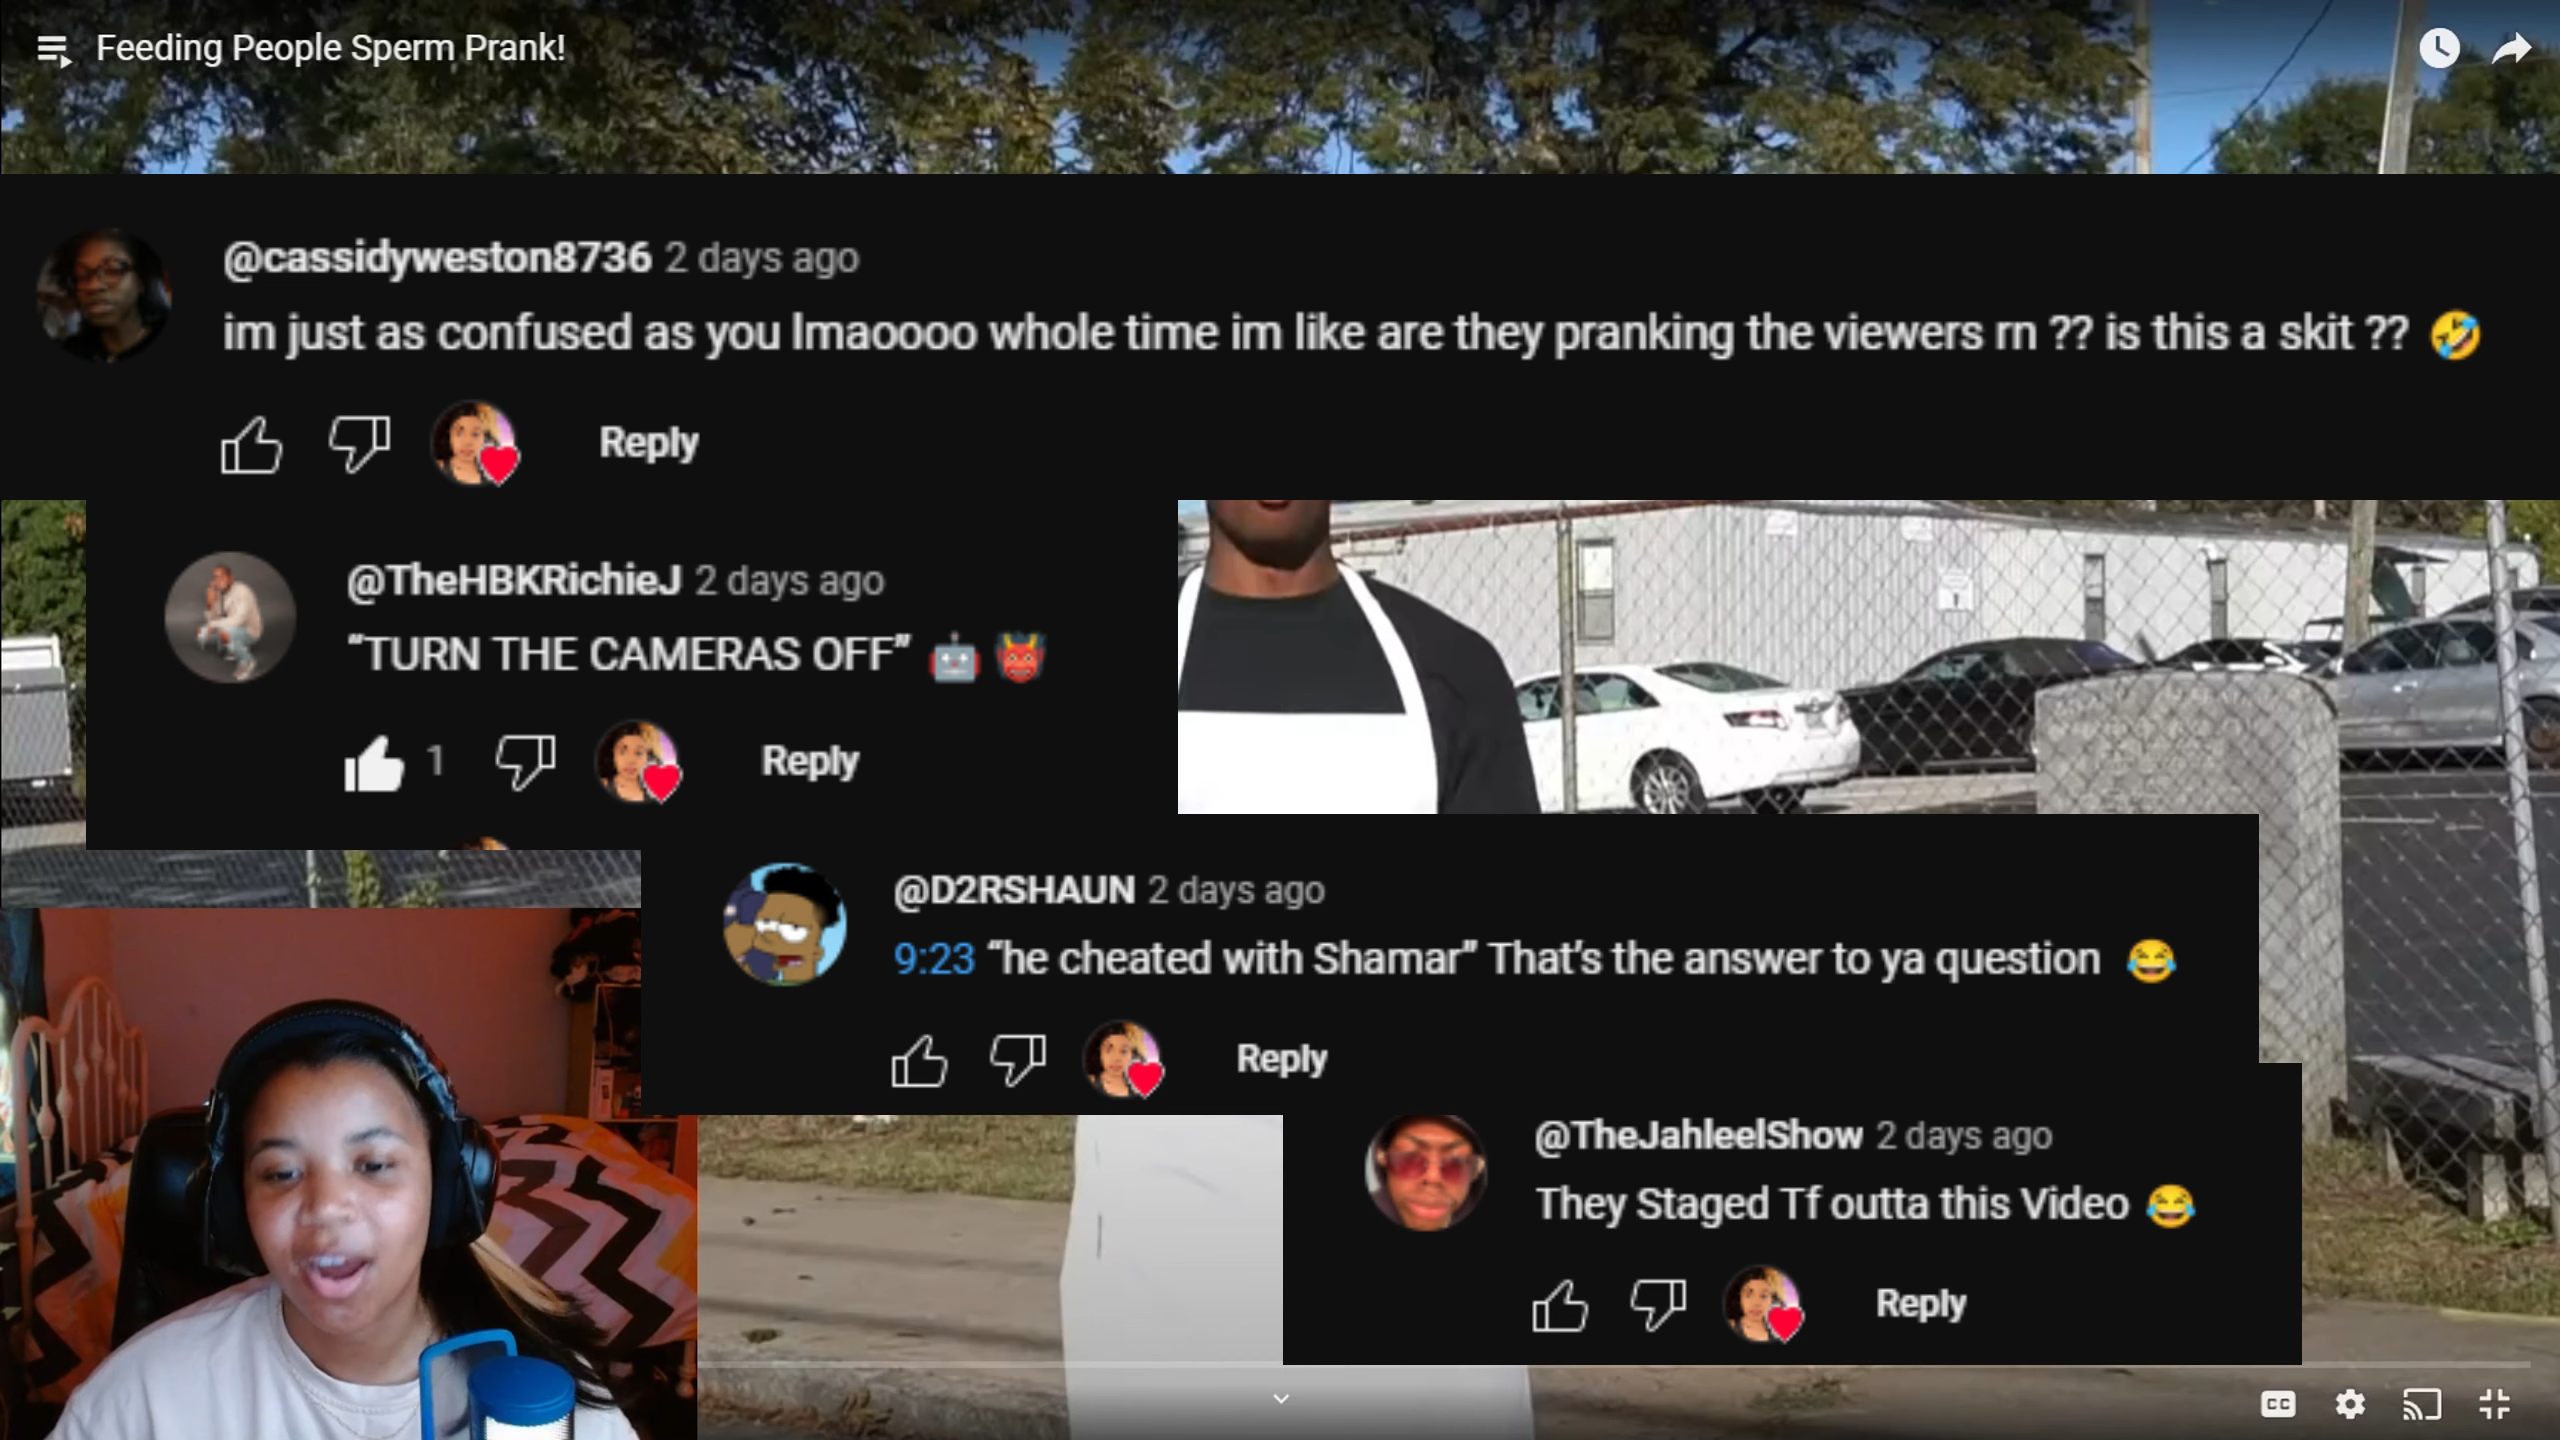 Feeding People Sperm Prank!
@cassidyweston8736 2 days ago
im just as confused as you lmaoooo whole time im like are they pranking the viewers rn ?? is this a skit ?? 🤣
Reply
@TheHBKRichieJ 2 days ago
“TURN THE CAMERAS OFF” 🤖 👹
1
Reply
@D2RSHAUN 2 days ago
9:23 “he cheated with Shamar” That’s the answer to ya question 😂
Reply
@TheJahleelShow 2 days ago
They Staged Tf outta this Video 😂
Reply
CC